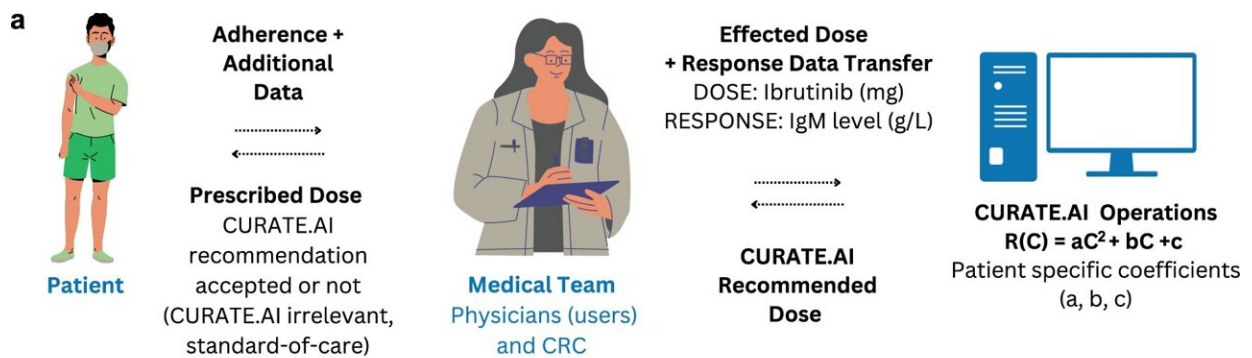 a
Adherence +
Additional
Data
Prescribed Dose
CURATE.AI
recommendation
accepted or not
(CURATE.AI irrelevant,
standard-of-care)
Patient
Medical Team
Physicians (users)
and CRC
Effected Dose
+ Response Data Transfer
DOSE: Ibrutinib (mg)
RESPONSE: IgM level (g/L)
CURATE.AI
Recommended
Dose
CURATE.AI Operations
R(C) = aC² + bC +c
Patient specific coefficients
(a, b, c)